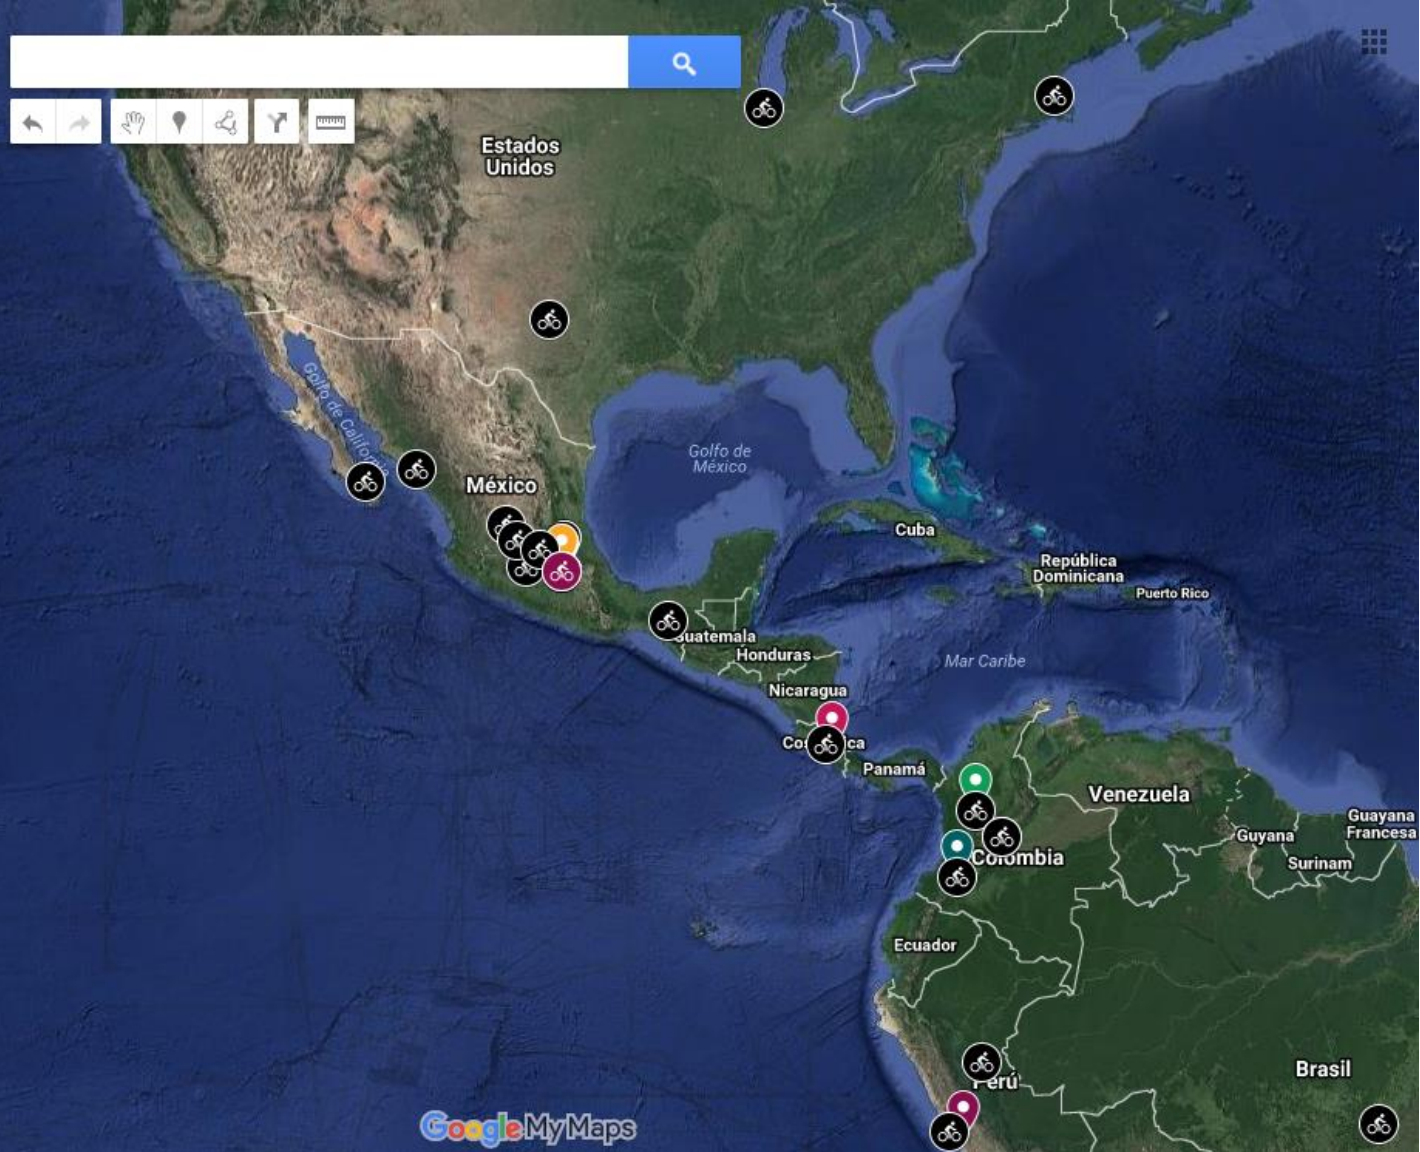 Estados
Unidos
Golfo de California
México
Golfo de
México
Cuba
República
Dominicana
Puerto Rico
Guatemala
Honduras
Mar Caribe
Nicaragua
Panamá
Venezuela
Guayana
Francesa
Guyana
Surinam
Colombia
Ecuador
Perú
Brasil
Google My Maps